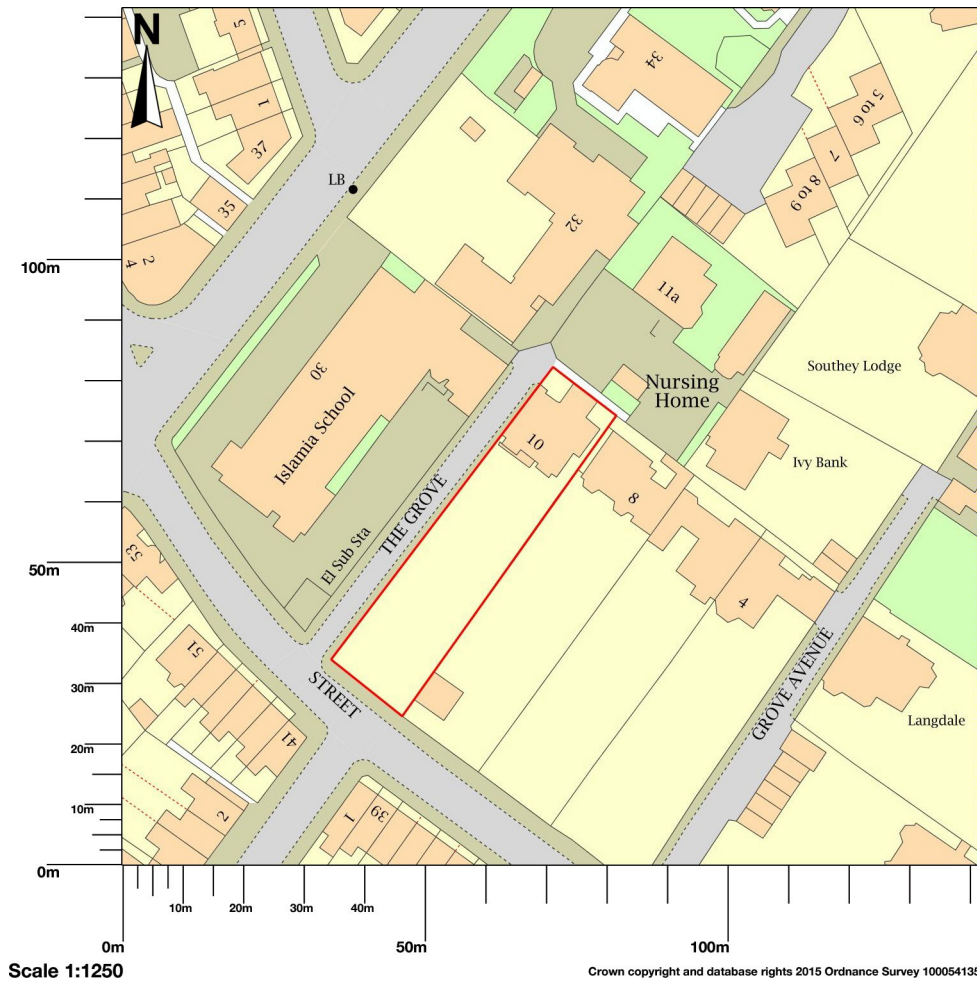 N
5
1
37
35
2
4
LB
34
5 to 6
7
8 to 9
32
11a
Southey Lodge
30
Islamia School
Nursing
Home
10
Ivy Bank
8
THE GROVE
El Sub Sta
53
4
51
STREET
GROVE AVENUE
Langdale
41
2
1
39
100m
50m
40m
30m
20m
10m
0m
10m
20m
30m
40m
0m
50m
100m
Scale 1:1250
Crown copyright and database rights 2015 Ordnance Survey 100054135